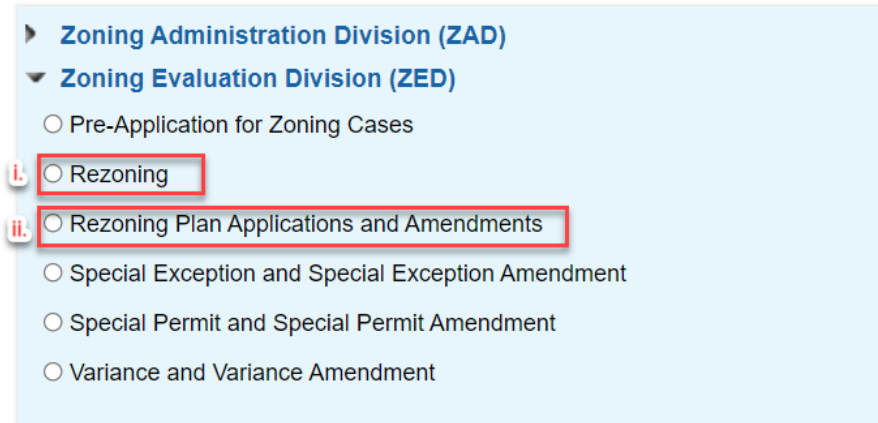 Zoning Administration Division (ZAD)
Zoning Evaluation Division (ZED)
Pre-Application for Zoning Cases
i. Rezoning
ii. Rezoning Plan Applications and Amendments
Special Exception and Special Exception Amendment
Special Permit and Special Permit Amendment
Variance and Variance Amendment